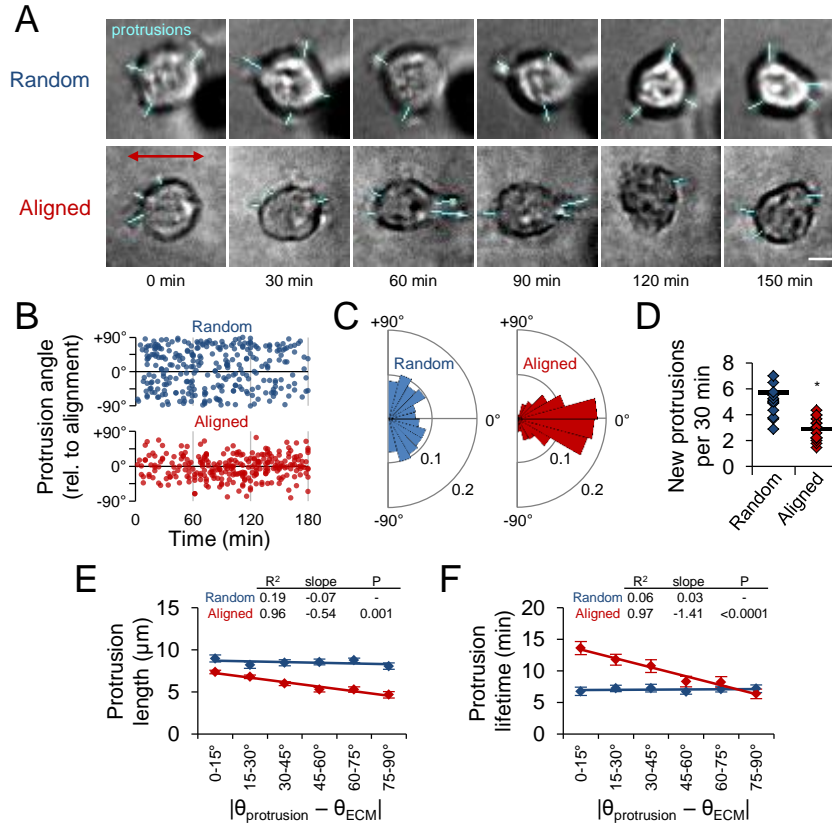 A
protrusions
Random
Aligned
0 min 30 min 60 min 90 min 120 min 150 min
B
Random
+90°
0°
-90°
Aligned
+90°
0°
-90°
Protrusion angle
(rel. to alignment)
0 60 120 180
Time (min)
C
+90° +90°
Random Aligned
0° 0°
0.1 0.1
0.2 0.2
-90° -90°
D
New protrusions
per 30 min
8
6
4
2
0
*
Random Aligned
E
R² slope P
Random 0.19 -0.07 -
Aligned 0.96 -0.54 0.001
Protrusion
length (µm)
15
10
5
0
0-15° 15-30° 30-45° 45-60° 60-75° 75-90°
|θprotrusion – θECM|
F
R² slope P
Random 0.06 0.03 -
Aligned 0.97 -1.41 <0.0001
Protrusion
lifetime (min)
20
15
10
5
0
0-15° 15-30° 30-45° 45-60° 60-75° 75-90°
|θprotrusion – θECM|